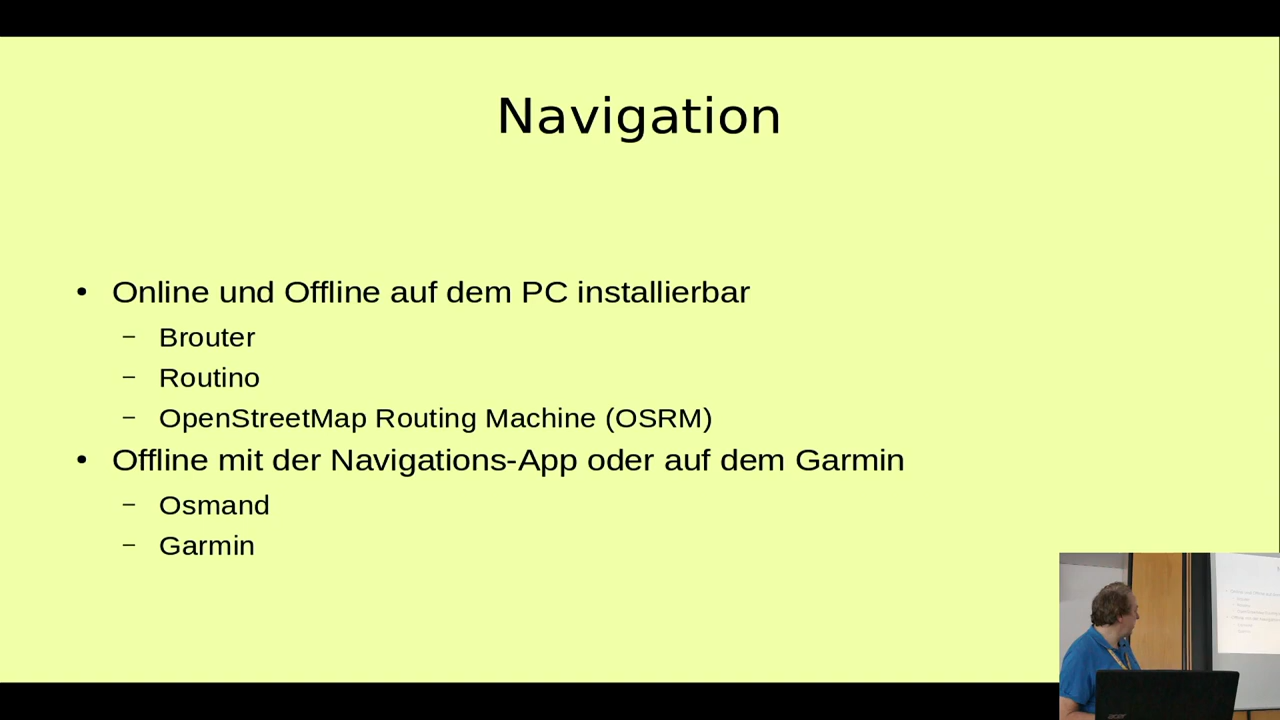 Navigation
• Online und Offline auf dem PC installierbar
– Brouter
– Routino
– OpenStreetMap Routing Machine (OSRM)
• Offline mit der Navigations-App oder auf dem Garmin
– Osmand
– Garmin
acer